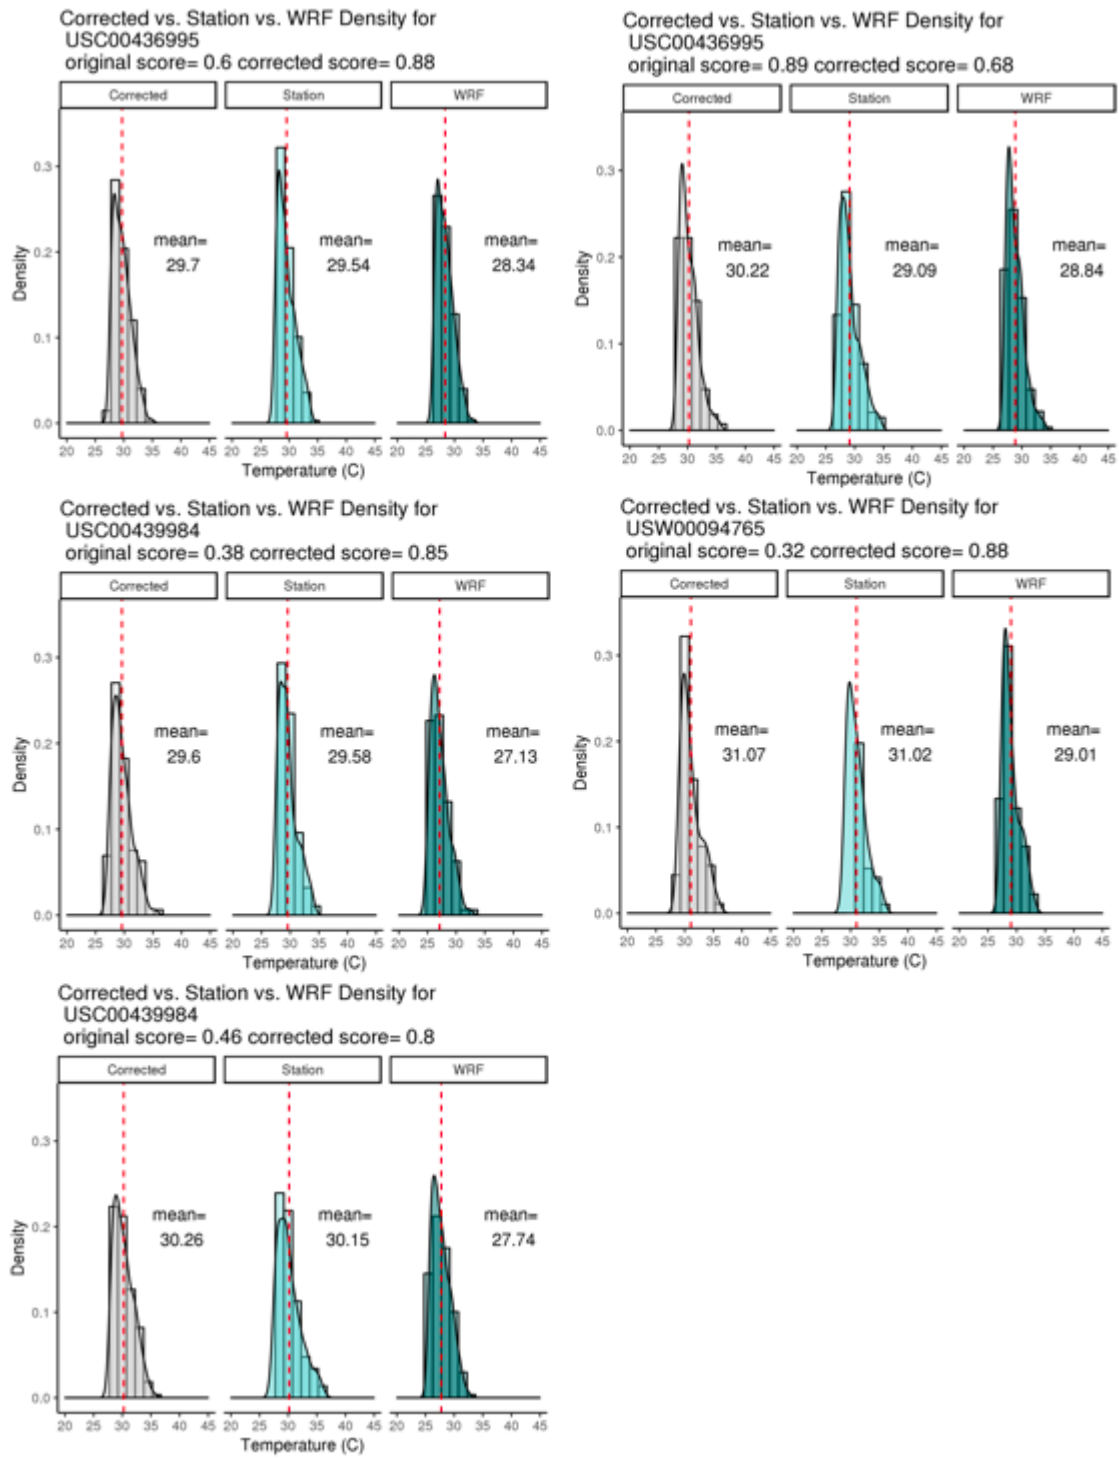 Corrected vs. Station vs. WRF Density for
USC00436995
original score= 0.6 corrected score= 0.88
Corrected
Station
WRF
Density
0.3
0.2
0.1
0.0
mean=
29.7
mean=
29.54
mean=
28.34
20 25 30 35 40 45
20 25 30 35 40 45
20 25 30 35 40 45
Temperature (C)
Corrected vs. Station vs. WRF Density for
USC00436995
original score= 0.89 corrected score= 0.68
Corrected
Station
WRF
Density
0.3
0.2
0.1
0.0
mean=
30.22
mean=
29.09
mean=
28.84
20 25 30 35 40 45
20 25 30 35 40 45
20 25 30 35 40 45
Temperature (C)
Corrected vs. Station vs. WRF Density for
USC00439984
original score= 0.38 corrected score= 0.85
Corrected
Station
WRF
Density
0.3
0.2
0.1
0.0
mean=
29.6
mean=
29.58
mean=
27.13
20 25 30 35 40 45
20 25 30 35 40 45
20 25 30 35 40 45
Temperature (C)
Corrected vs. Station vs. WRF Density for
USW00094765
original score= 0.32 corrected score= 0.88
Corrected
Station
WRF
Density
0.3
0.2
0.1
0.0
mean=
31.07
mean=
31.02
mean=
29.01
20 25 30 35 40 45
20 25 30 35 40 45
20 25 30 35 40 45
Temperature (C)
Corrected vs. Station vs. WRF Density for
USC00439984
original score= 0.46 corrected score= 0.8
Corrected
Station
WRF
Density
0.3
0.2
0.1
0.0
mean=
30.26
mean=
30.15
mean=
27.74
20 25 30 35 40 45
20 25 30 35 40 45
20 25 30 35 40 45
Temperature (C)